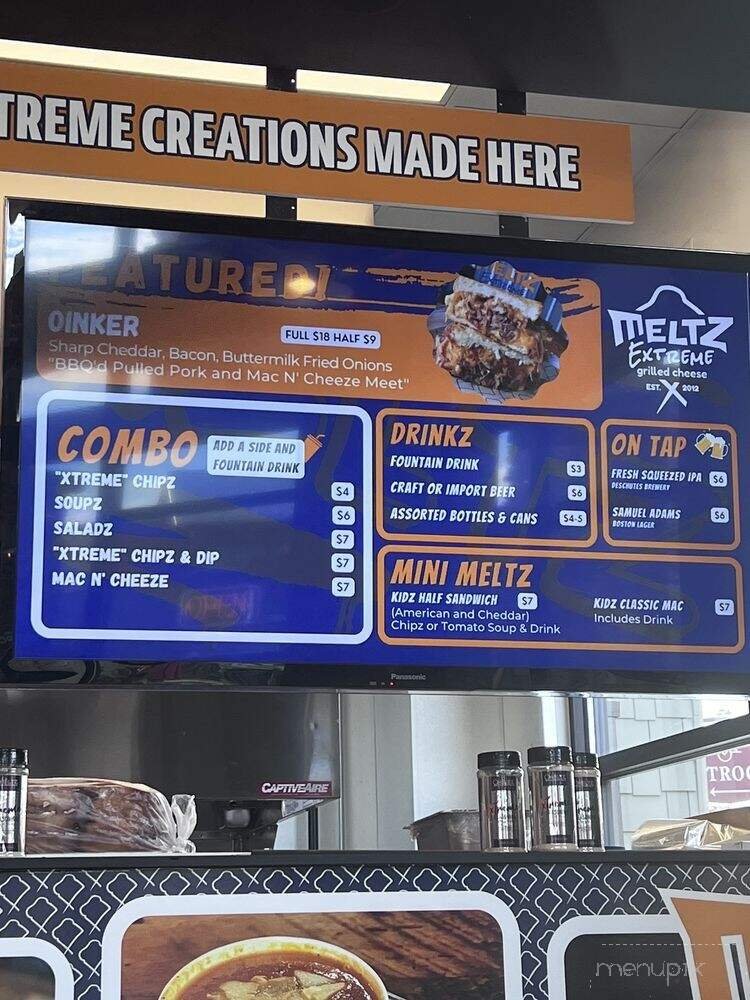 TREME CREATIONS MADE HERE
FEATURED!
OINKER
FULL $18 HALF $9
Sharp Cheddar, Bacon, Buttermilk Fried Onions
"BBQ'd Pulled Pork and Mac N' Cheeze Meet"
MELTZ
EXTREME
grilled cheese
EST. X 2012
COMBO
ADD A SIDE AND
FOUNTAIN DRINK
"XTREME" CHIPZ $4
SOUPZ $6
SALADZ $7
"XTREME" CHIPZ & DIP $7
MAC N' CHEEZE $7
DRINKZ
FOUNTAIN DRINK $3
CRAFT OR IMPORT BEER $6
ASSORTED BOTTLES & CANS $4-5
ON TAP
FRESH SQUEEZED IPA $6
DESCHUTES BREWERY
SAMUEL ADAMS $6
BOSTON LAGER
MINI MELTZ
KIDZ HALF SANDWICH $7
(American and Cheddar)
Chipz or Tomato Soup & Drink
KIDZ CLASSIC MAC $7
Includes Drink
OPEN
Panasonic
CAPTIVEAIRE
TROO
menupix